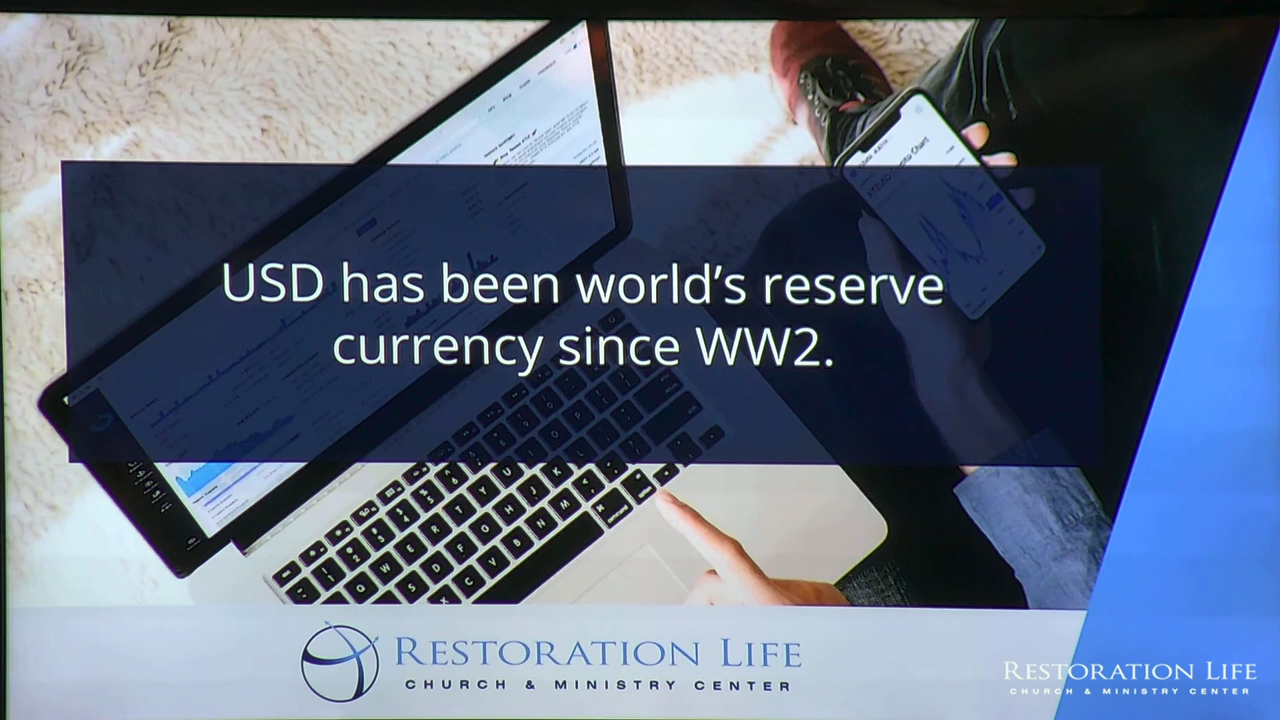 USD has been world's reserve
currency since WW2.
RESTORATION LIFE
CHURCH & MINISTRY CENTER
RESTORATION LIFE
CHURCH & MINISTRY CENTER